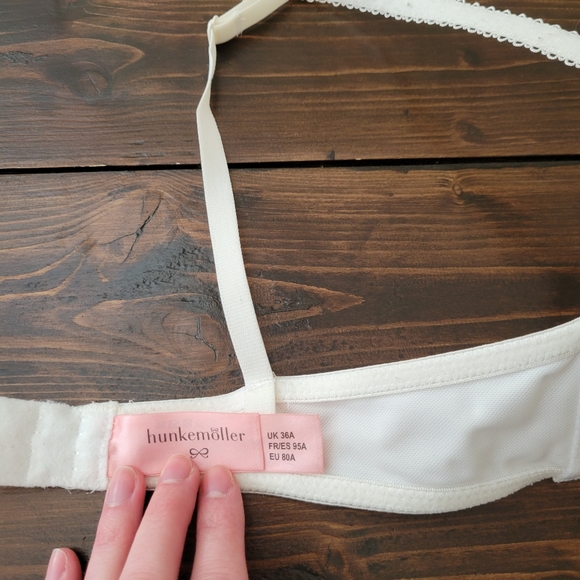 hunkemöller
UK 36A
FR/ES 95A
EU 80A